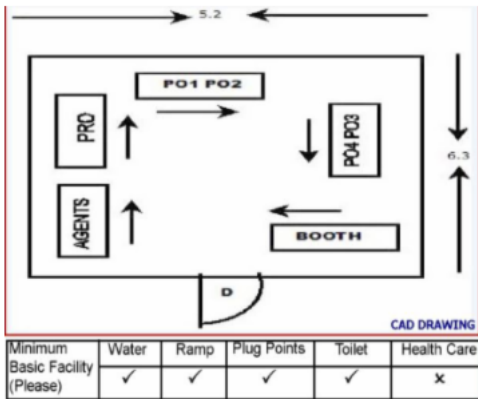 5.2
PO1 PO2
PRO
PO4 PO3
6.3
AGENTS
BOOTH
D
CAD DRAWING
Minimum Basic Facility (Please) Water Ramp Plug Points Toilet Health Care
✓ ✓ ✓ ✓ x